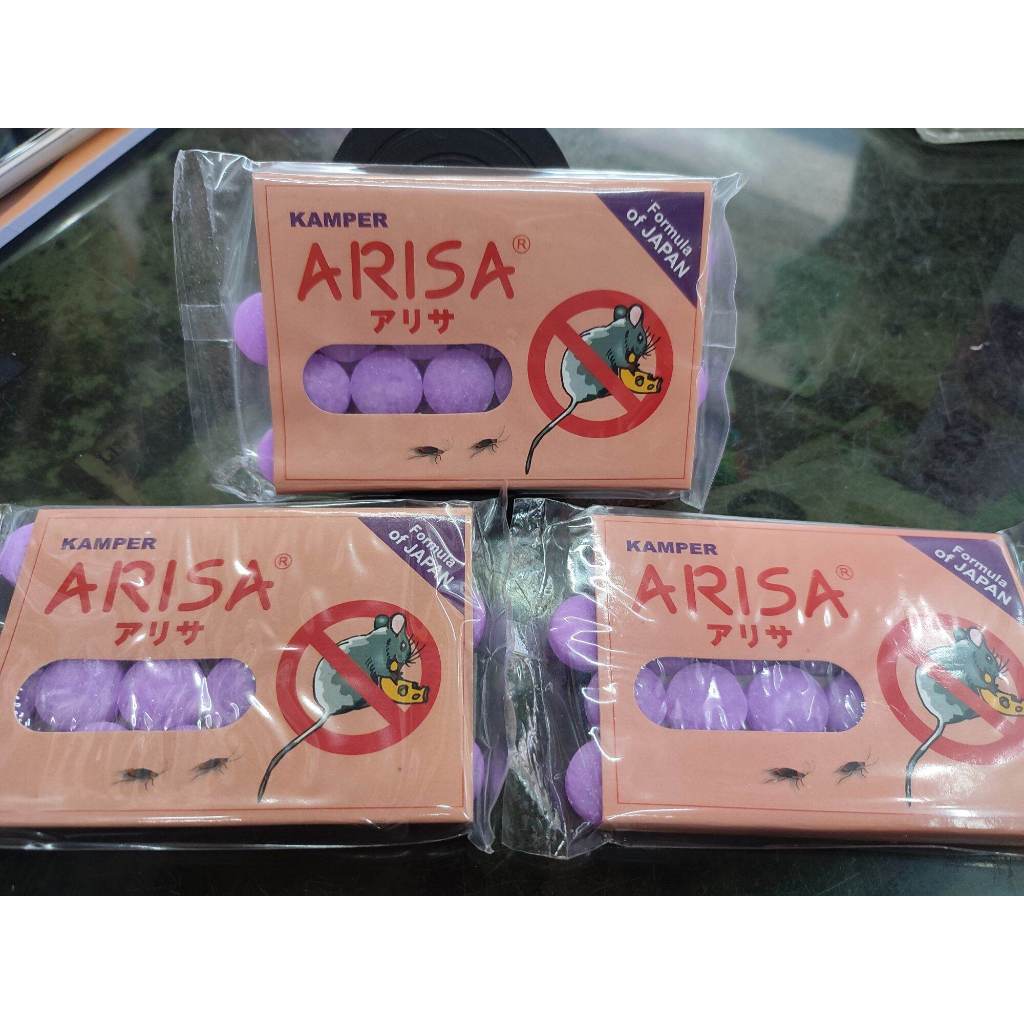 KAMPER
ARISA®
アリサ
Formula
of JAPAN
KAMPER
ARISA®
アリサ
Formula
of JAPAN
KAMPER
ARISA®
アリサ
Formula
of JAPAN